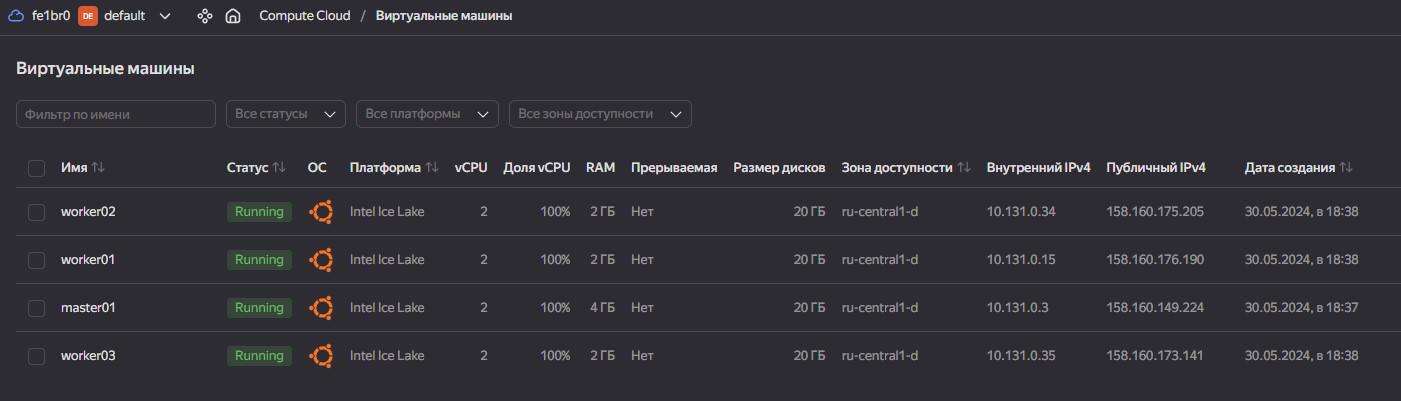 fe1br0 DE default Compute Cloud / Виртуальные машины
Виртуальные машины
Фильтр по имени Все статусы Все платформы Все зоны доступности
Имя Статус ОС Платформа vCPU Доля vCPU RAM Прерываемая Размер дисков Зона доступности Внутренний IPv4 Публичный IPv4 Дата создания
worker02 Running Intel Ice Lake 2 100% 2 ГБ Нет 20 ГБ ru-central1-d 10.131.0.34 158.160.175.205 30.05.2024, в 18:38
worker01 Running Intel Ice Lake 2 100% 2 ГБ Нет 20 ГБ ru-central1-d 10.131.0.15 158.160.176.190 30.05.2024, в 18:38
master01 Running Intel Ice Lake 2 100% 4 ГБ Нет 20 ГБ ru-central1-d 10.131.0.3 158.160.149.224 30.05.2024, в 18:37
worker03 Running Intel Ice Lake 2 100% 2 ГБ Нет 20 ГБ ru-central1-d 10.131.0.35 158.160.173.141 30.05.2024, в 18:38